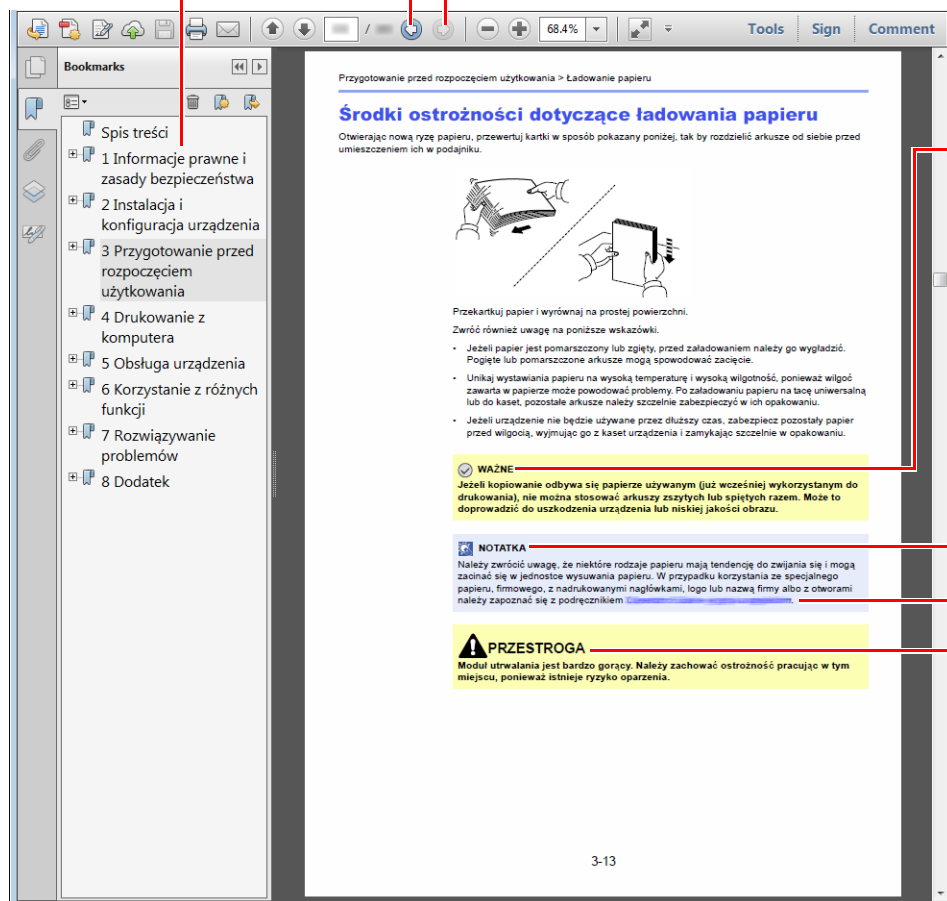 /
68.4%
Tools
Sign
Comment
Bookmarks
Spis treści
1 Informacje prawne i
zasady bezpieczeństwa
2 Instalacja i
konfiguracja urządzenia
3 Przygotowanie przed
rozpoczęciem
użytkowania
4 Drukowanie z
komputera
5 Obsługa urządzenia
6 Korzystanie z różnych
funkcji
7 Rozwiązywanie
problemów
8 Dodatek
Przygotowanie przed rozpoczęciem użytkowania > Ładowanie papieru
Środki ostrożności dotyczące ładowania papieru
Otwierając nową ryzę papieru, przewertuj kartki w sposób pokazany poniżej, tak by rozdzielić arkusze od siebie przed
umieszczeniem ich w podajniku.
Przekartkuj papier i wyrównaj na prostej powierzchni.
Zwróć również uwagę na poniższe wskazówki.
• Jeżeli papier jest pomarszczony lub zgięty, przed załadowaniem należy go wygładzić.
Pogięte lub pomarszczone arkusze mogą spowodować zacięcie.
• Unikaj wystawiania papieru na wysoką temperaturę i wysoką wilgotność, ponieważ wilgoć
zawarta w papierze może powodować problemy. Po załadowaniu papieru na tacę uniwersalną
lub do kaset, pozostałe arkusze należy szczelnie zabezpieczyć w ich opakowaniu.
• Jeżeli urządzenie nie będzie używane przez dłuższy czas, zabezpiecz pozostały papier
przed wilgocią, wyjmując go z kaset urządzenia i zamykając szczelnie w opakowaniu.
WAŻNE
Jeżeli kopiowanie odbywa się papierze używanym (już wcześniej wykorzystanym do
drukowania), nie można stosować arkuszy zszytych lub spiętych razem. Może to
doprowadzić do uszkodzenia urządzenia lub niskiej jakości obrazu.
NOTATKA
Należy zwrócić uwagę, że niektóre rodzaje papieru mają tendencję do zwijania się i mogą
zacinać się w jednostce wysuwania papieru. W przypadku korzystania ze specjalnego
papieru, firmowego, z nadrukowanymi nagłówkami, logo lub nazwą firmy albo z otworami
należy zapoznać się z podręcznikiem .
PRZESTROGA
Moduł utrwalania jest bardzo gorący. Należy zachować ostrożność pracując w tym
miejscu, ponieważ istnieje ryzyko oparzenia.
3-13